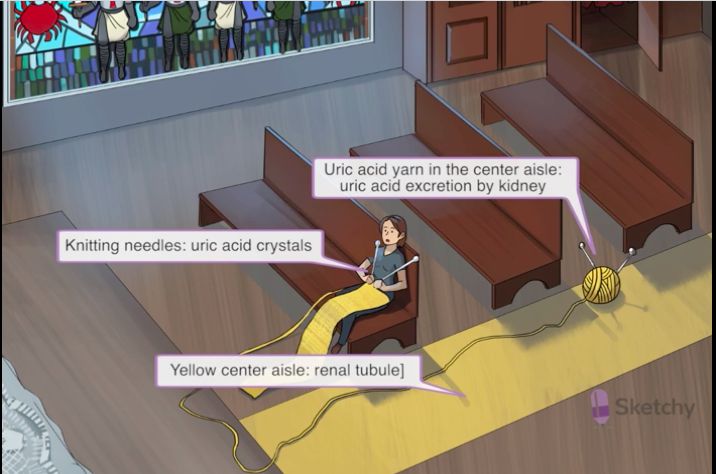 Uric acid yarn in the center aisle:
uric acid excretion by kidney
Knitting needles: uric acid crystals
Yellow center aisle: renal tubule]
Sketchy